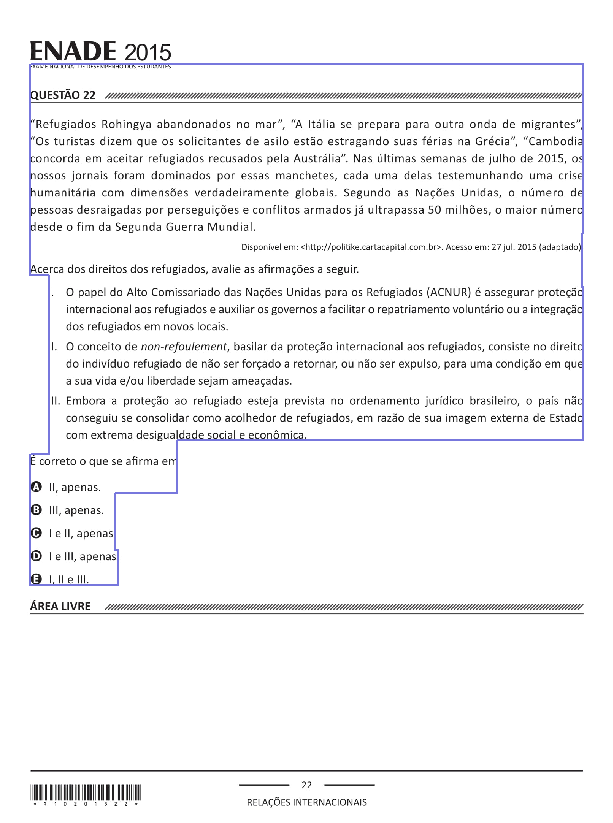 ENADE 2015
EXAME NACIONAL DE DESEMPENHO DOS ESTUDANTES
QUESTÃO 22
“Refugiados Rohingya abandonados no mar”, “A Itália se prepara para outra onda de migrantes”,
“Os turistas dizem que os solicitantes de asilo estão estragando suas férias na Grécia”, “Cambodia
concorda em aceitar refugiados recusados pela Austrália”. Nas últimas semanas de julho de 2015, os
nossos jornais foram dominados por essas manchetes, cada uma delas testemunhando uma crise
humanitária com dimensões verdadeiramente globais. Segundo as Nações Unidas, o número de
pessoas desraigadas por perseguições e conflitos armados já ultrapassa 50 milhões, o maior número
desde o fim da Segunda Guerra Mundial.
Disponível em: <http://politike.cartacapital.com.br>. Acesso em: 27 jul. 2015 (adaptado)
Acerca dos direitos dos refugiados, avalie as afirmações a seguir.
. O papel do Alto Comissariado das Nações Unidas para os Refugiados (ACNUR) é assegurar proteção
internacional aos refugiados e auxiliar os governos a facilitar o repatriamento voluntário ou a integração
dos refugiados em novos locais.
I. O conceito de non-refoulement, basilar da proteção internacional aos refugiados, consiste no direito
do indivíduo refugiado de não ser forçado a retornar, ou não ser expulso, para uma condição em que
a sua vida e/ou liberdade sejam ameaçadas.
II. Embora a proteção ao refugiado esteja prevista no ordenamento jurídico brasileiro, o país não
conseguiu se consolidar como acolhedor de refugiados, em razão de sua imagem externa de Estado
com extrema desigualdade social e econômica.
É correto o que se afirma em
A II, apenas.
B III, apenas.
C I e II, apenas
D I e III, apenas
E I, II e III.
ÁREA LIVRE
22
RELAÇÕES INTERNACIONAIS